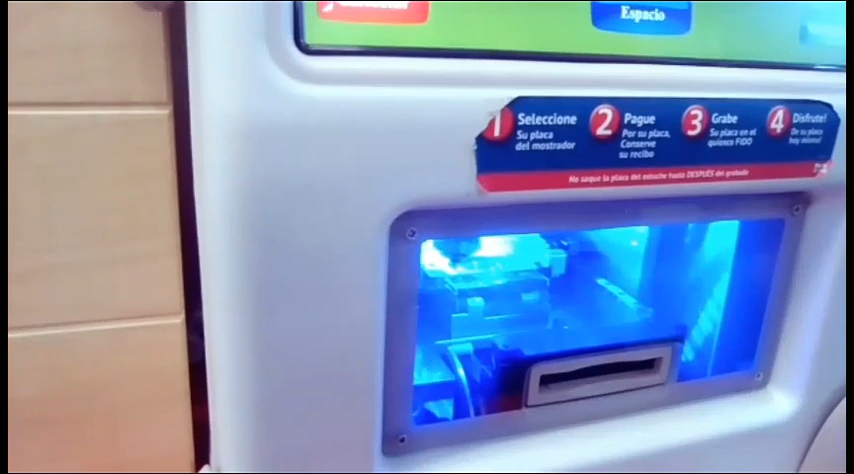 Espacio
1 Seleccione
Su placa
del mostrador
2 Pague
Por su placa,
Conserve
su recibo
3 Grabe
Su placa en el
quiosco FIDO
4 Disfrute!
De su placa
hoy mismo!
No saque la placa del estuche hasta DESPUÉS del grabado